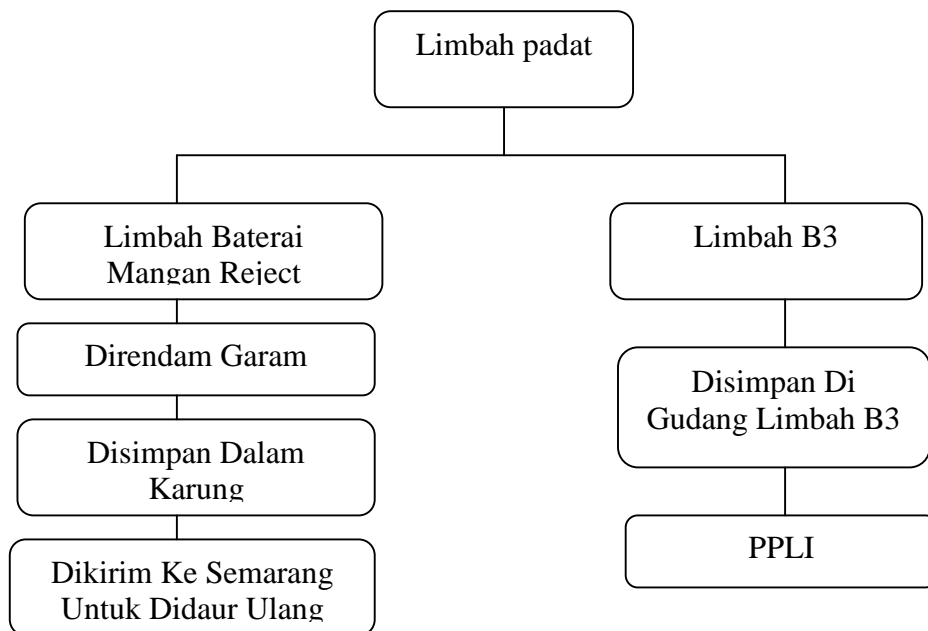 Limbah padat
Limbah Baterai
Mangan Reject
Direndam Garam
Disimpan Dalam
Karung
Dikirim Ke Semarang
Untuk Didaur Ulang
Limbah B3
Disimpan Di
Gudang Limbah B3
PPLI